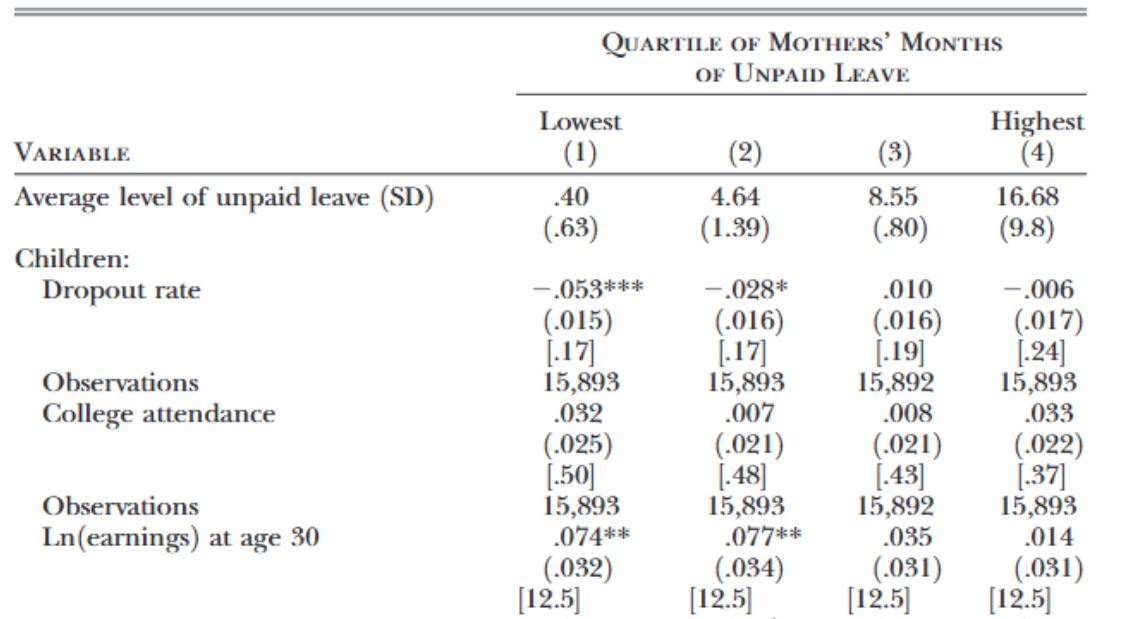 QUARTILE OF MOTHERS' MONTHS
OF UNPAID LEAVE
Lowest Highest
VARIABLE (1) (2) (3) (4)
Average level of unpaid leave (SD) .40 4.64 8.55 16.68
(.63) (1.39) (.80) (9.8)
Children:
Dropout rate −.053*** −.028* .010 −.006
(.015) (.016) (.016) (.017)
[.17] [.17] [.19] [.24]
Observations 15,893 15,893 15,892 15,893
College attendance .032 .007 .008 .033
(.025) (.021) (.021) (.022)
[.50] [.48] [.43] [.37]
Observations 15,893 15,893 15,892 15,893
Ln(earnings) at age 30 .074** .077** .035 .014
(.032) (.034) (.031) (.031)
[12.5] [12.5] [12.5] [12.5]